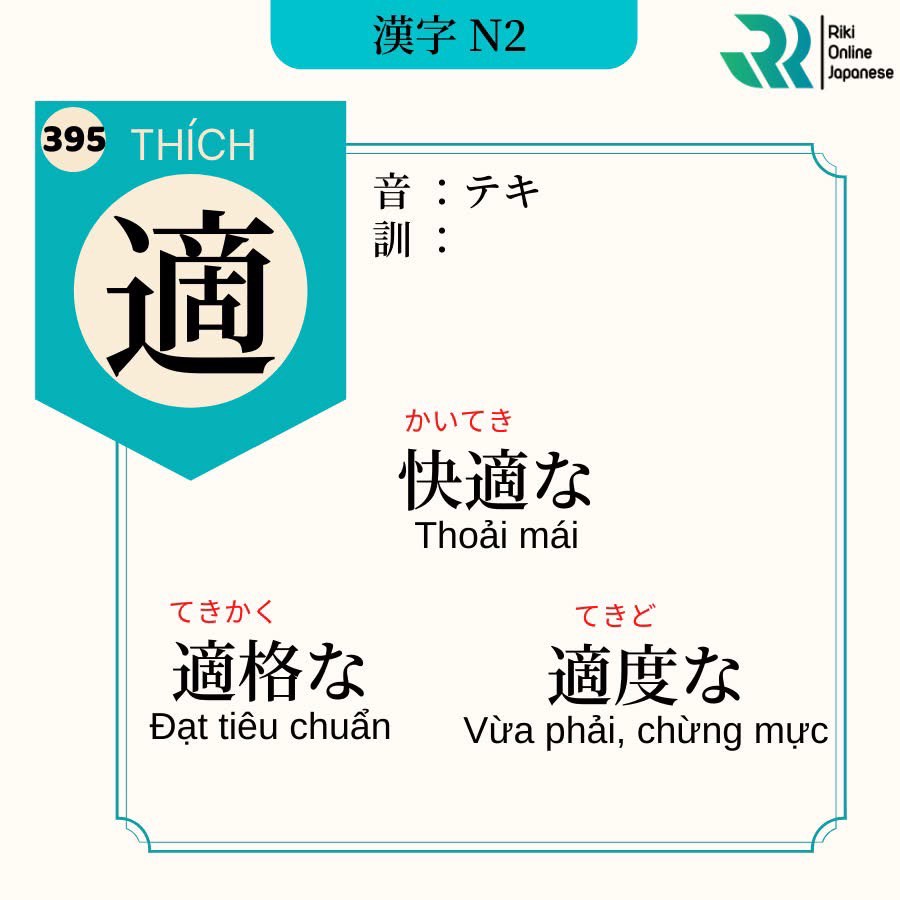 漢字 N2
Riki
Online
Japanese
395
THÍCH
適
音 ：テキ
訓 ：
かいてき
快適な
Thoải mái
てきかく
適格な
Đạt tiêu chuẩn
てきど
適度な
Vừa phải, chừng mực